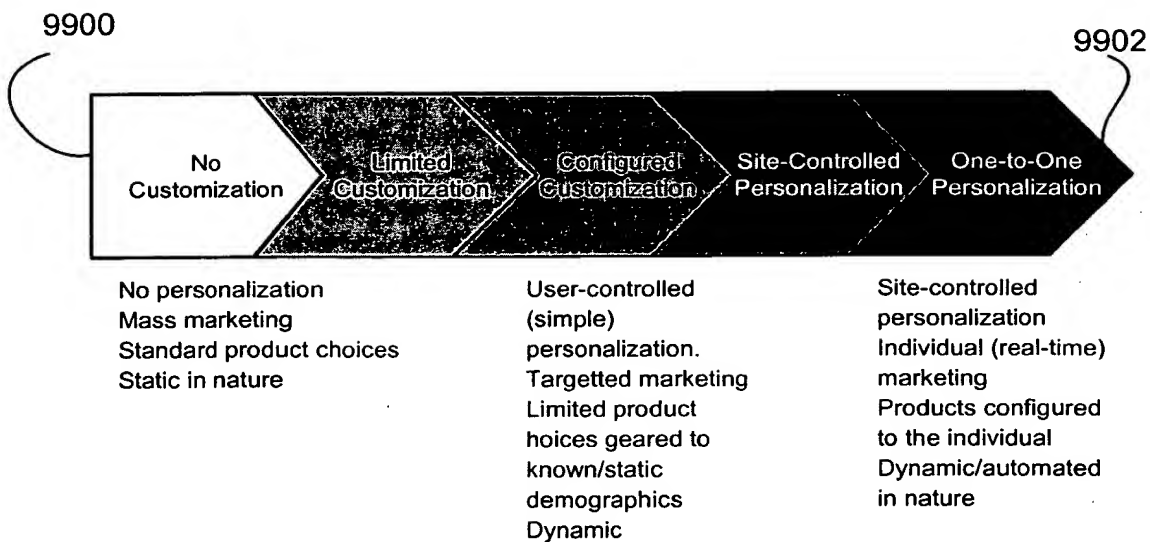 9900
9902
No
Customization
Limited
Customization
Configured
Customization
Site-Controlled
Personalization
One-to-One
Personalization
No personalization
Mass marketing
Standard product choices
Static in nature
User-controlled
(simple)
personalization.
Targetted marketing
Limited product
hoices geared to
known/static
demographics
Dynamic
Site-controlled
personalization
Individual (real-time)
marketing
Products configured
to the individual
Dynamic/automated
in nature